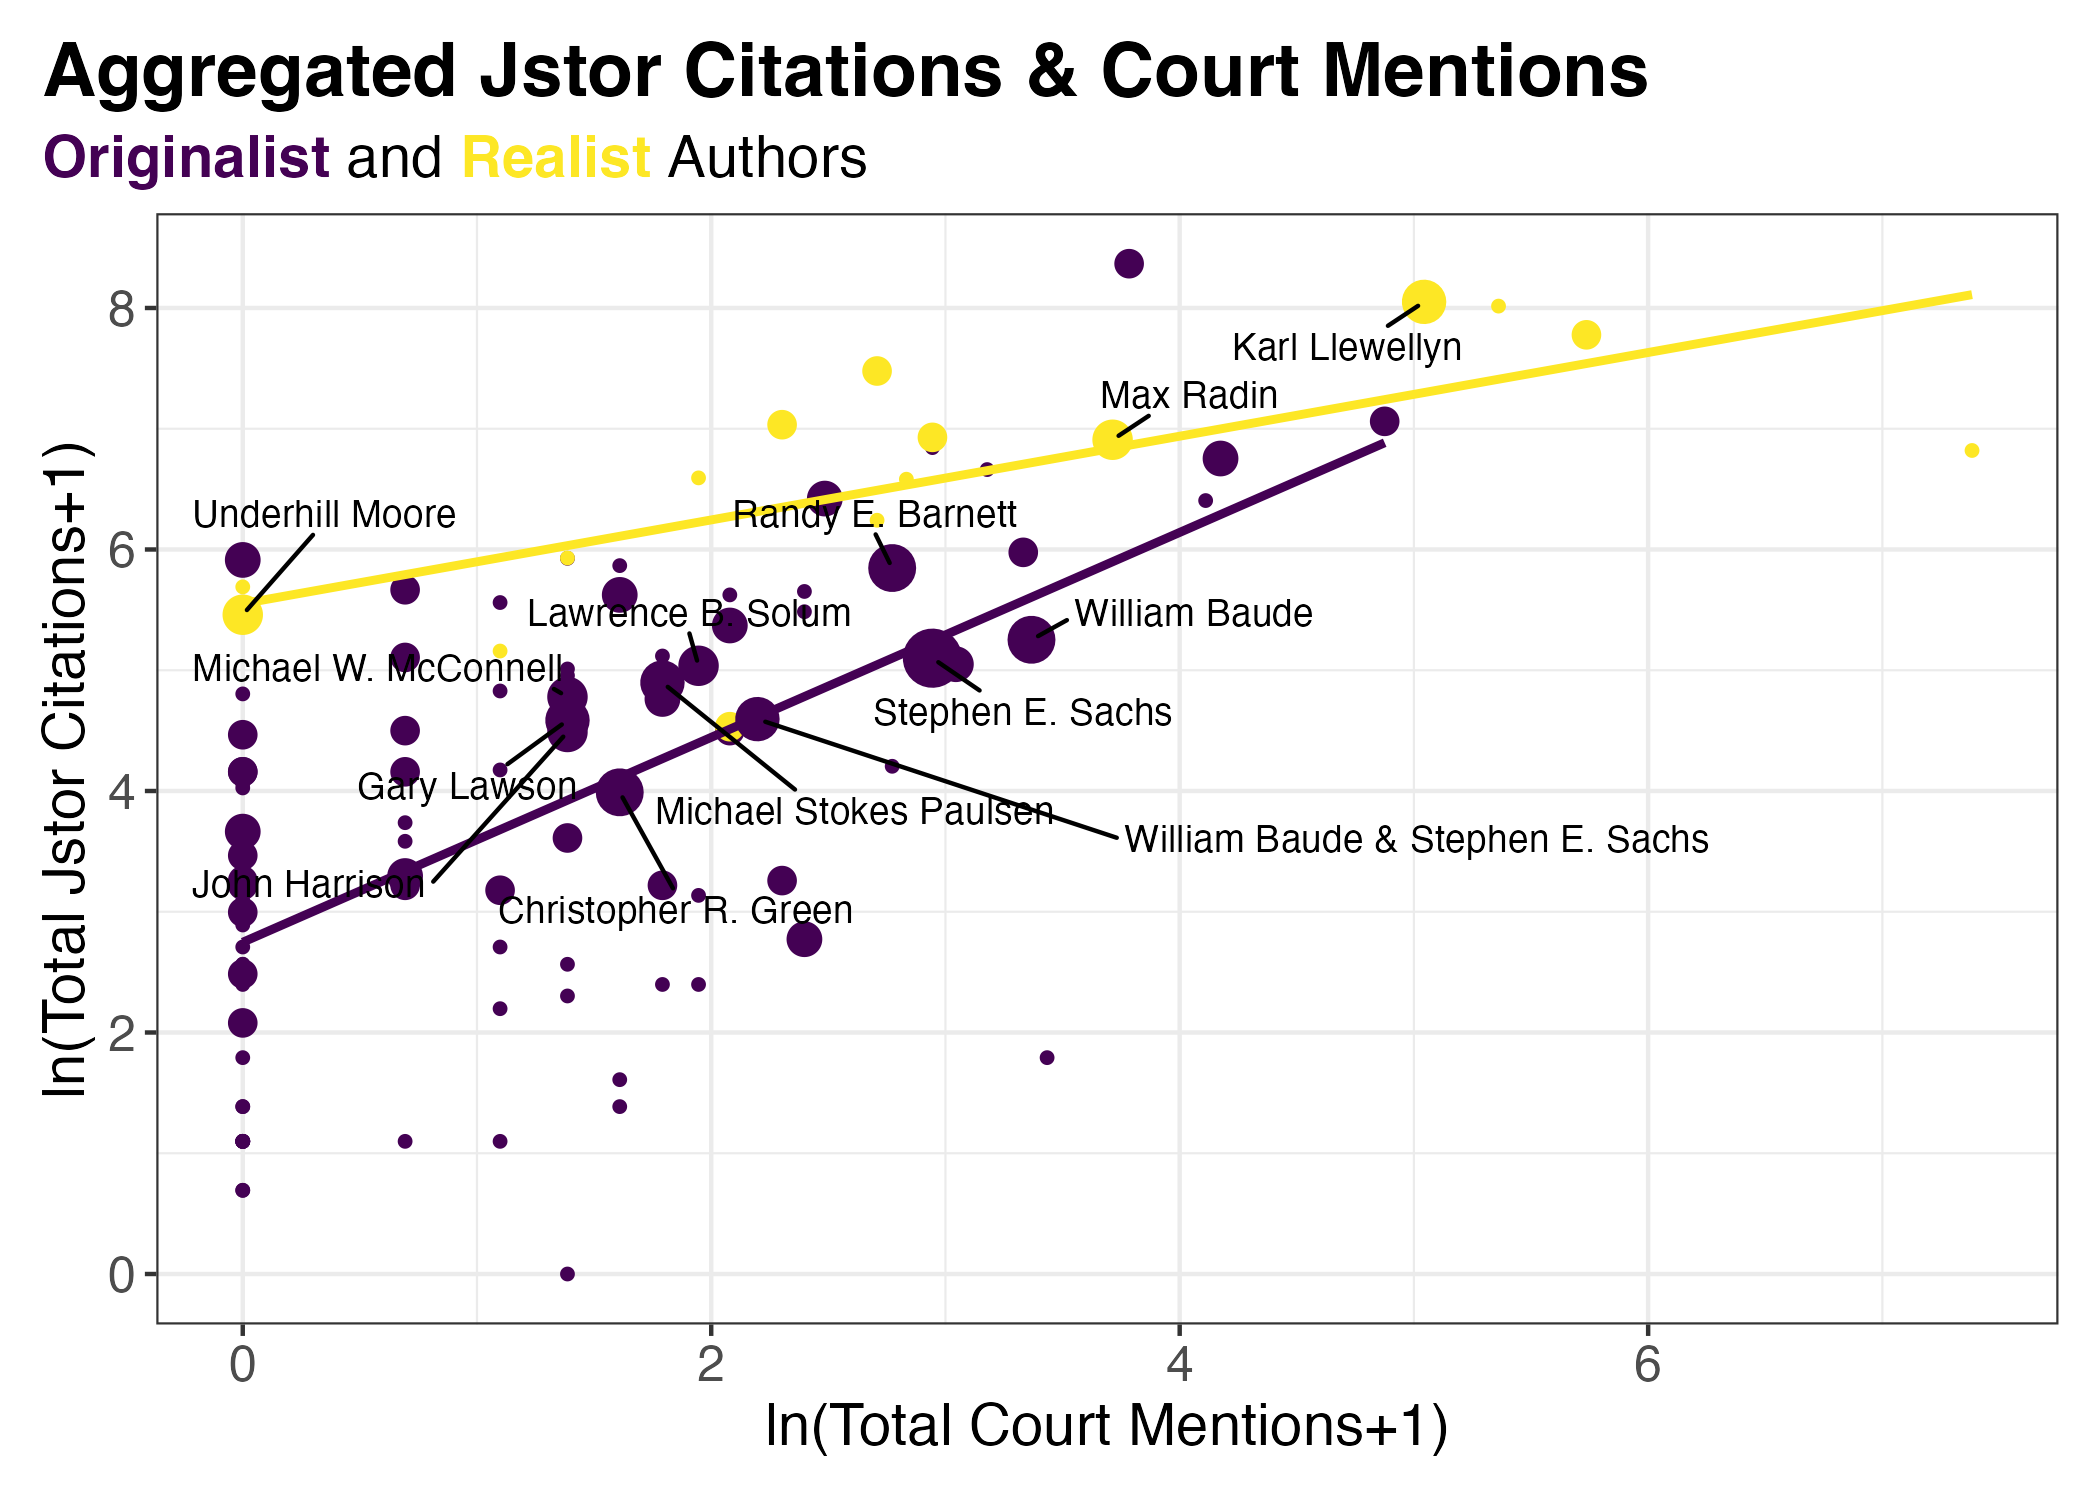 Aggregated Jstor Citations & Court Mentions
Originalist and Realist Authors
ln(Total Jstor Citations+1)
8
6
4
2
0
Karl Llewellyn
Max Radin
Underhill Moore
Randy E. Barnett
Lawrence B. Solum
William Baude
Michael W. McConnell
Stephen E. Sachs
Gary Lawson
Michael Stokes Paulsen
William Baude & Stephen E. Sachs
John Harrison
Christopher R. Green
0
2
4
6
ln(Total Court Mentions+1)